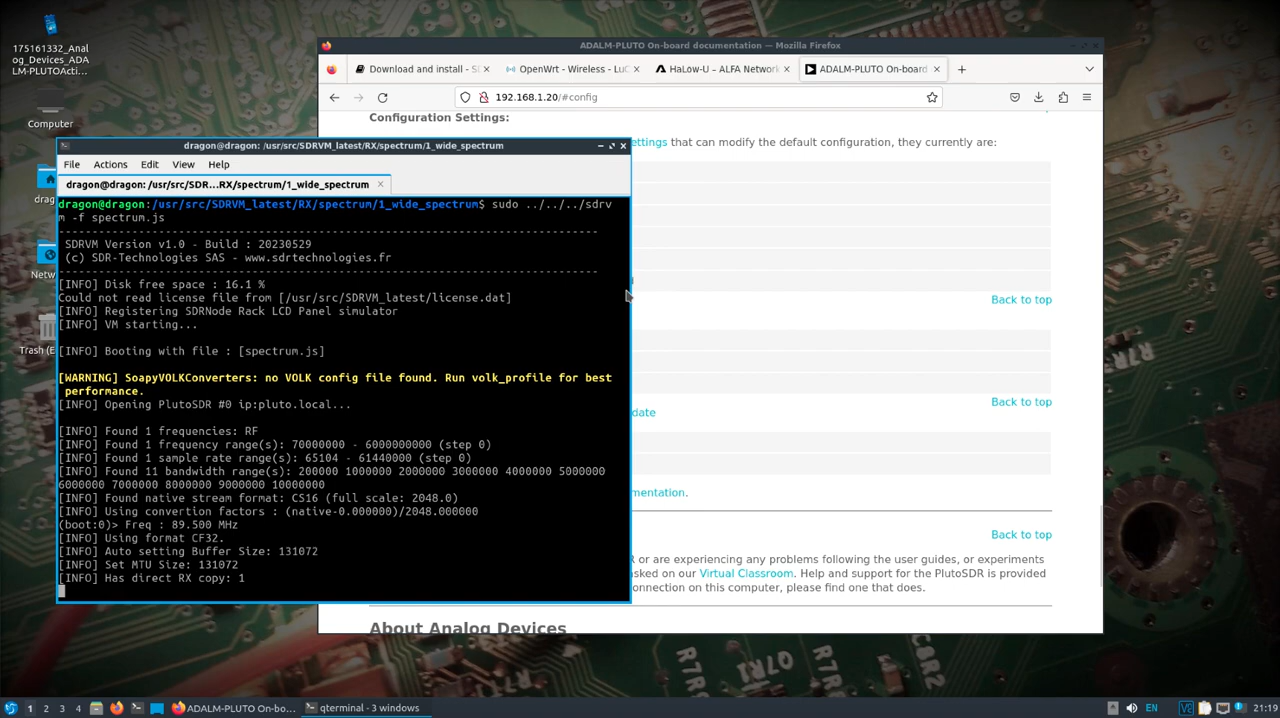 175161332_Anal
og_Devices_ADA
LM-PLUTOActi...
Computer
drag
Netw
Trash (E
ADALM-PLUTO On-board documentation — Mozilla Firefox
Download and install - S
OpenWrt - Wireless - LuC
HaLow-U – ALFA Network
ADALM-PLUTO On-board
192.168.1.20/#config
Configuration Settings:
ettings that can modify the default configuration, they currently are:
Back to top
Back to top
date
mentation.
Back to top
R or are experiencing any problems following the user guides, or experiments
asked on our Virtual Classroom. Help and support for the PlutoSDR is provided
onnection on this computer, please find one that does.
About Analog Devices
dragon@dragon: /usr/src/SDRVM_latest/RX/spectrum/1_wide_spectrum
File Actions Edit View Help
dragon@dragon: /usr/src/SDR...RX/spectrum/1_wide_spectrum
dragon@dragon:/usr/src/SDRVM_latest/RX/spectrum/1_wide_spectrum$ sudo ../../../sdrv
m -f spectrum.js
--------------------------------------------------------------------------------
SDRVM Version v1.0 - Build : 20230529
(c) SDR-Technologies SAS - www.sdrtechnologies.fr
--------------------------------------------------------------------------------
[INFO] Disk free space : 16.1 %
Could not read license file from [/usr/src/SDRVM_latest/license.dat]
[INFO] Registering SDRNode Rack LCD Panel simulator
[INFO] VM starting...
[INFO] Booting with file : [spectrum.js]
[WARNING] SoapyVOLKConverters: no VOLK config file found. Run volk_profile for best
performance.
[INFO] Opening PlutoSDR #0 ip:pluto.local...
[INFO] Found 1 frequencies: RF
[INFO] Found 1 frequency range(s): 70000000 - 6000000000 (step 0)
[INFO] Found 1 sample rate range(s): 65104 - 61440000 (step 0)
[INFO] Found 11 bandwidth range(s): 200000 1000000 2000000 3000000 4000000 5000000
6000000 7000000 8000000 9000000 10000000
[INFO] Found native stream format: CS16 (full scale: 2048.0)
[INFO] Using convertion factors : (native-0.000000)/2048.000000
(boot:0)> Freq : 89.500 MHz
[INFO] Using format CF32.
[INFO] Auto setting Buffer Size: 131072
[INFO] Set MTU Size: 131072
[INFO] Has direct RX copy: 1
1 2 3 4 ADALM-PLUTO On-bo... qterminal - 3 windows EN 21:19